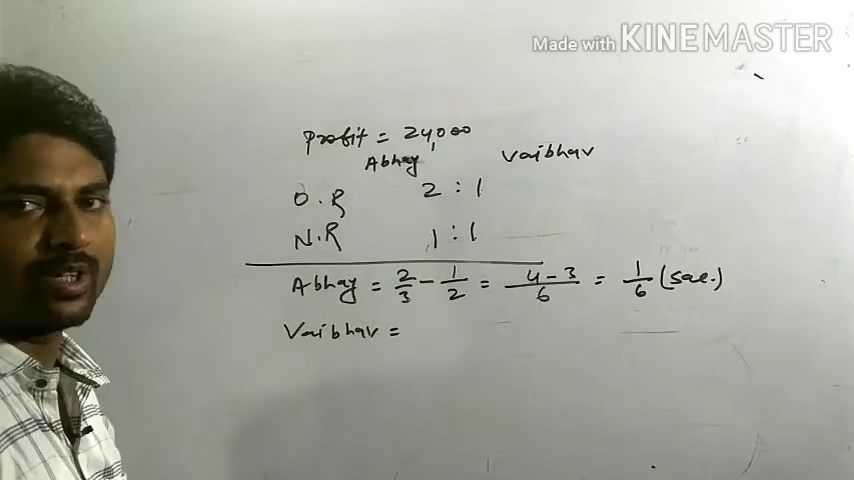 Made with KINEMASTER
Profit = 24,000
Abhay Vaibhav
O.R 2 : 1
N.R 1 : 1
Abhay = 2/3 - 1/2 = 4-3/6 = 1/6 (sac.)
Vaibhav =